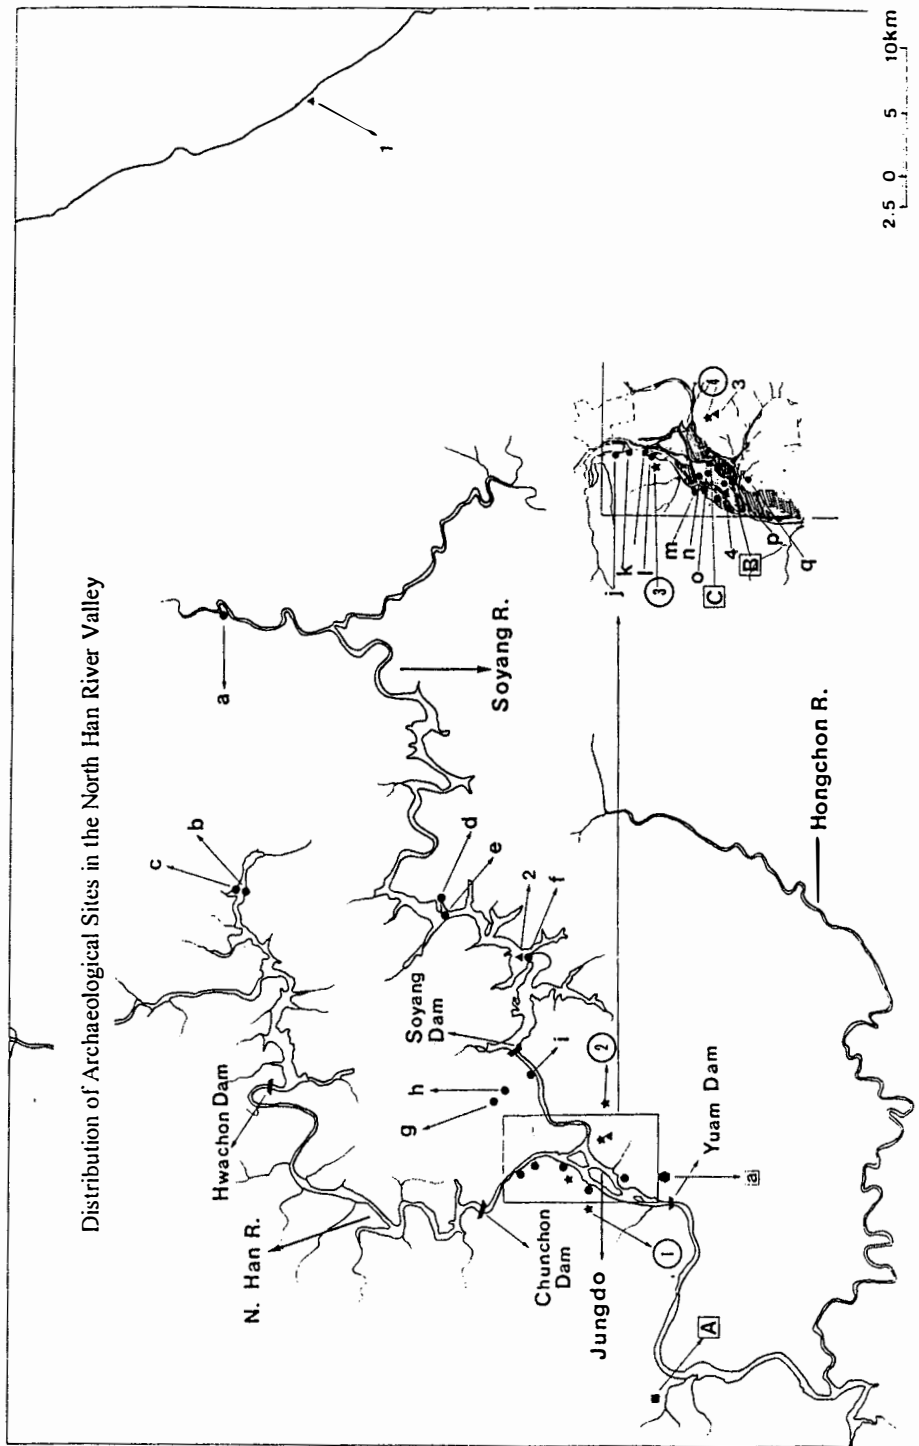 Distribution of Archaeological Sites in the North Han River Valley
1
a
b
c
Soyang R.
d
e
2
f
Hwachon Dam
N. Han R.
Soyang
Dam
h
g
i
2
Chunchon
Dam
Jungdo
1
Yuam Dam
A
Hongchon R.
j
k
l
3
m
n
o
C
4
B
p
q
4
3
2.5 0 5 10km